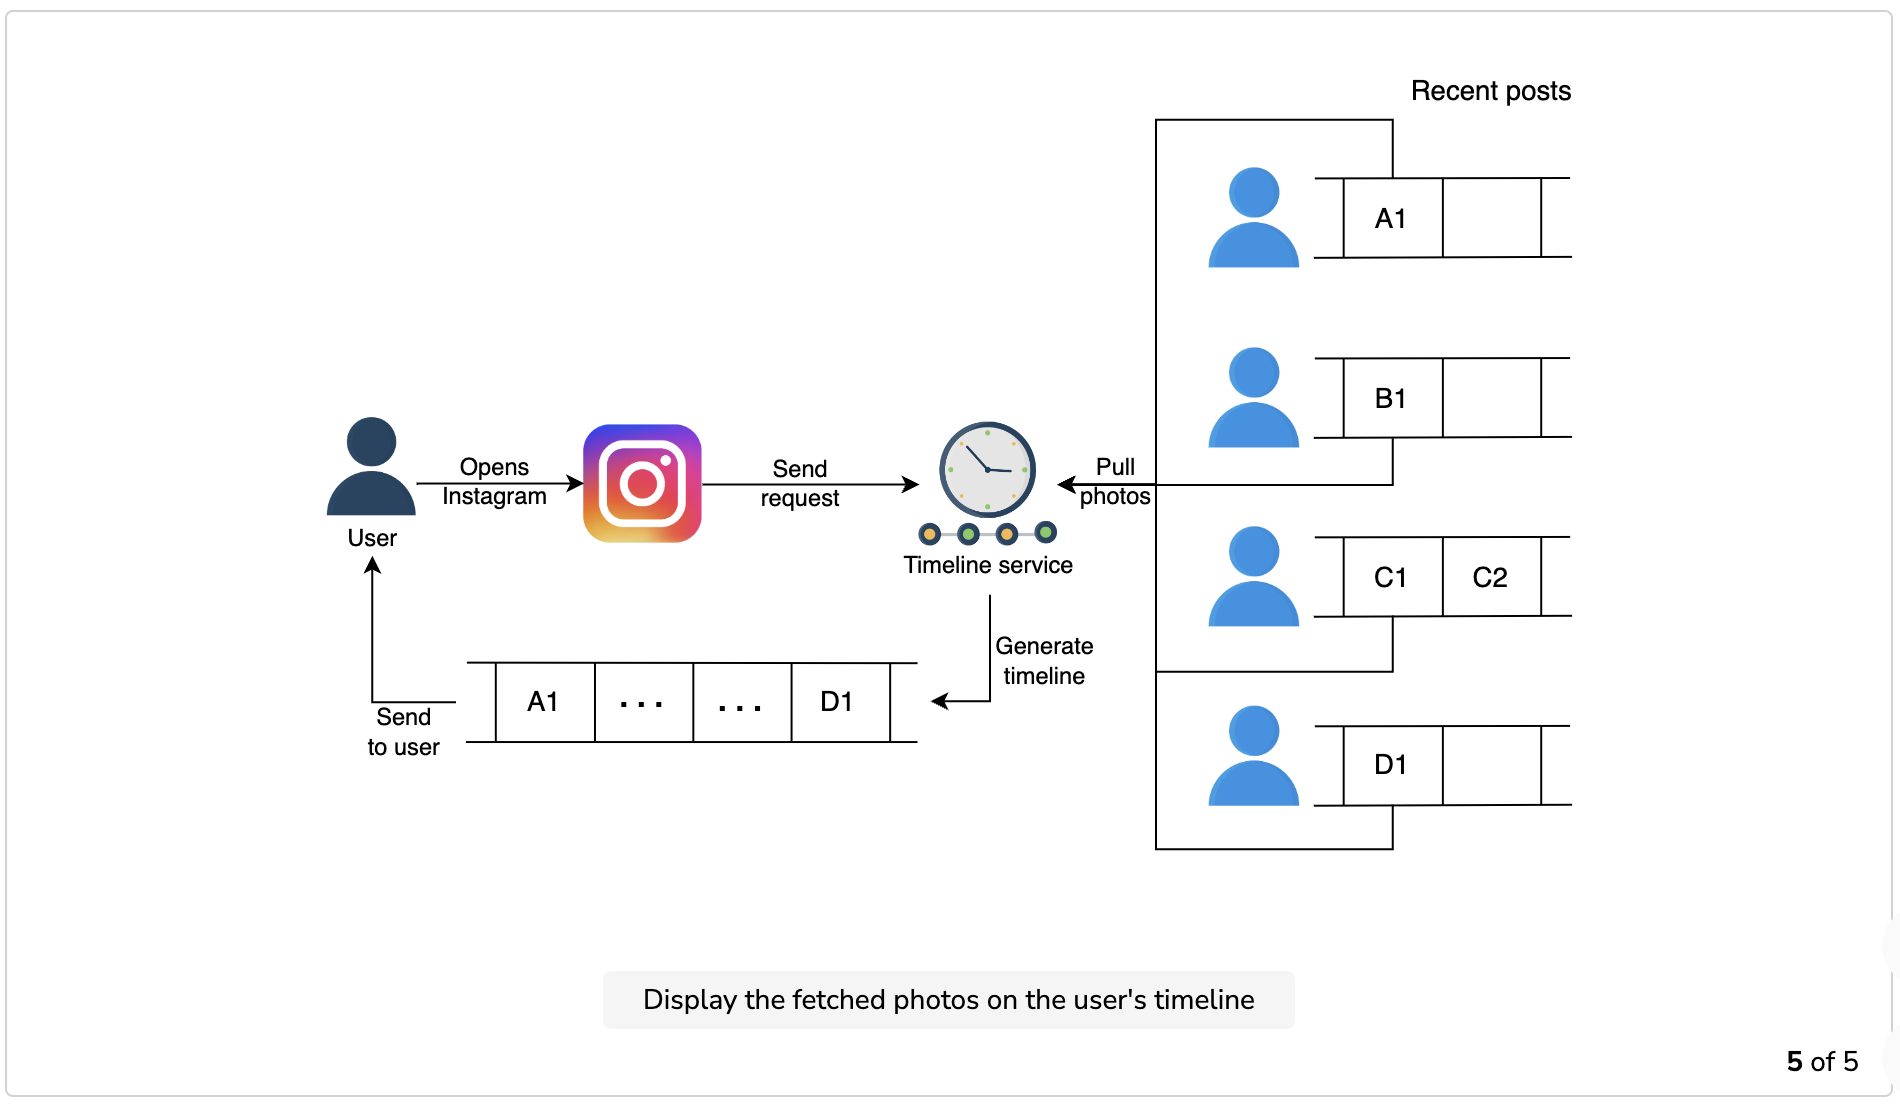 Recent posts
A1
B1
Opens
Instagram
Send
request
Pull
photos
User
Timeline service
C1 C2
Generate
timeline
A1 ... ... D1
Send
to user
D1
Display the fetched photos on the user's timeline
5 of 5